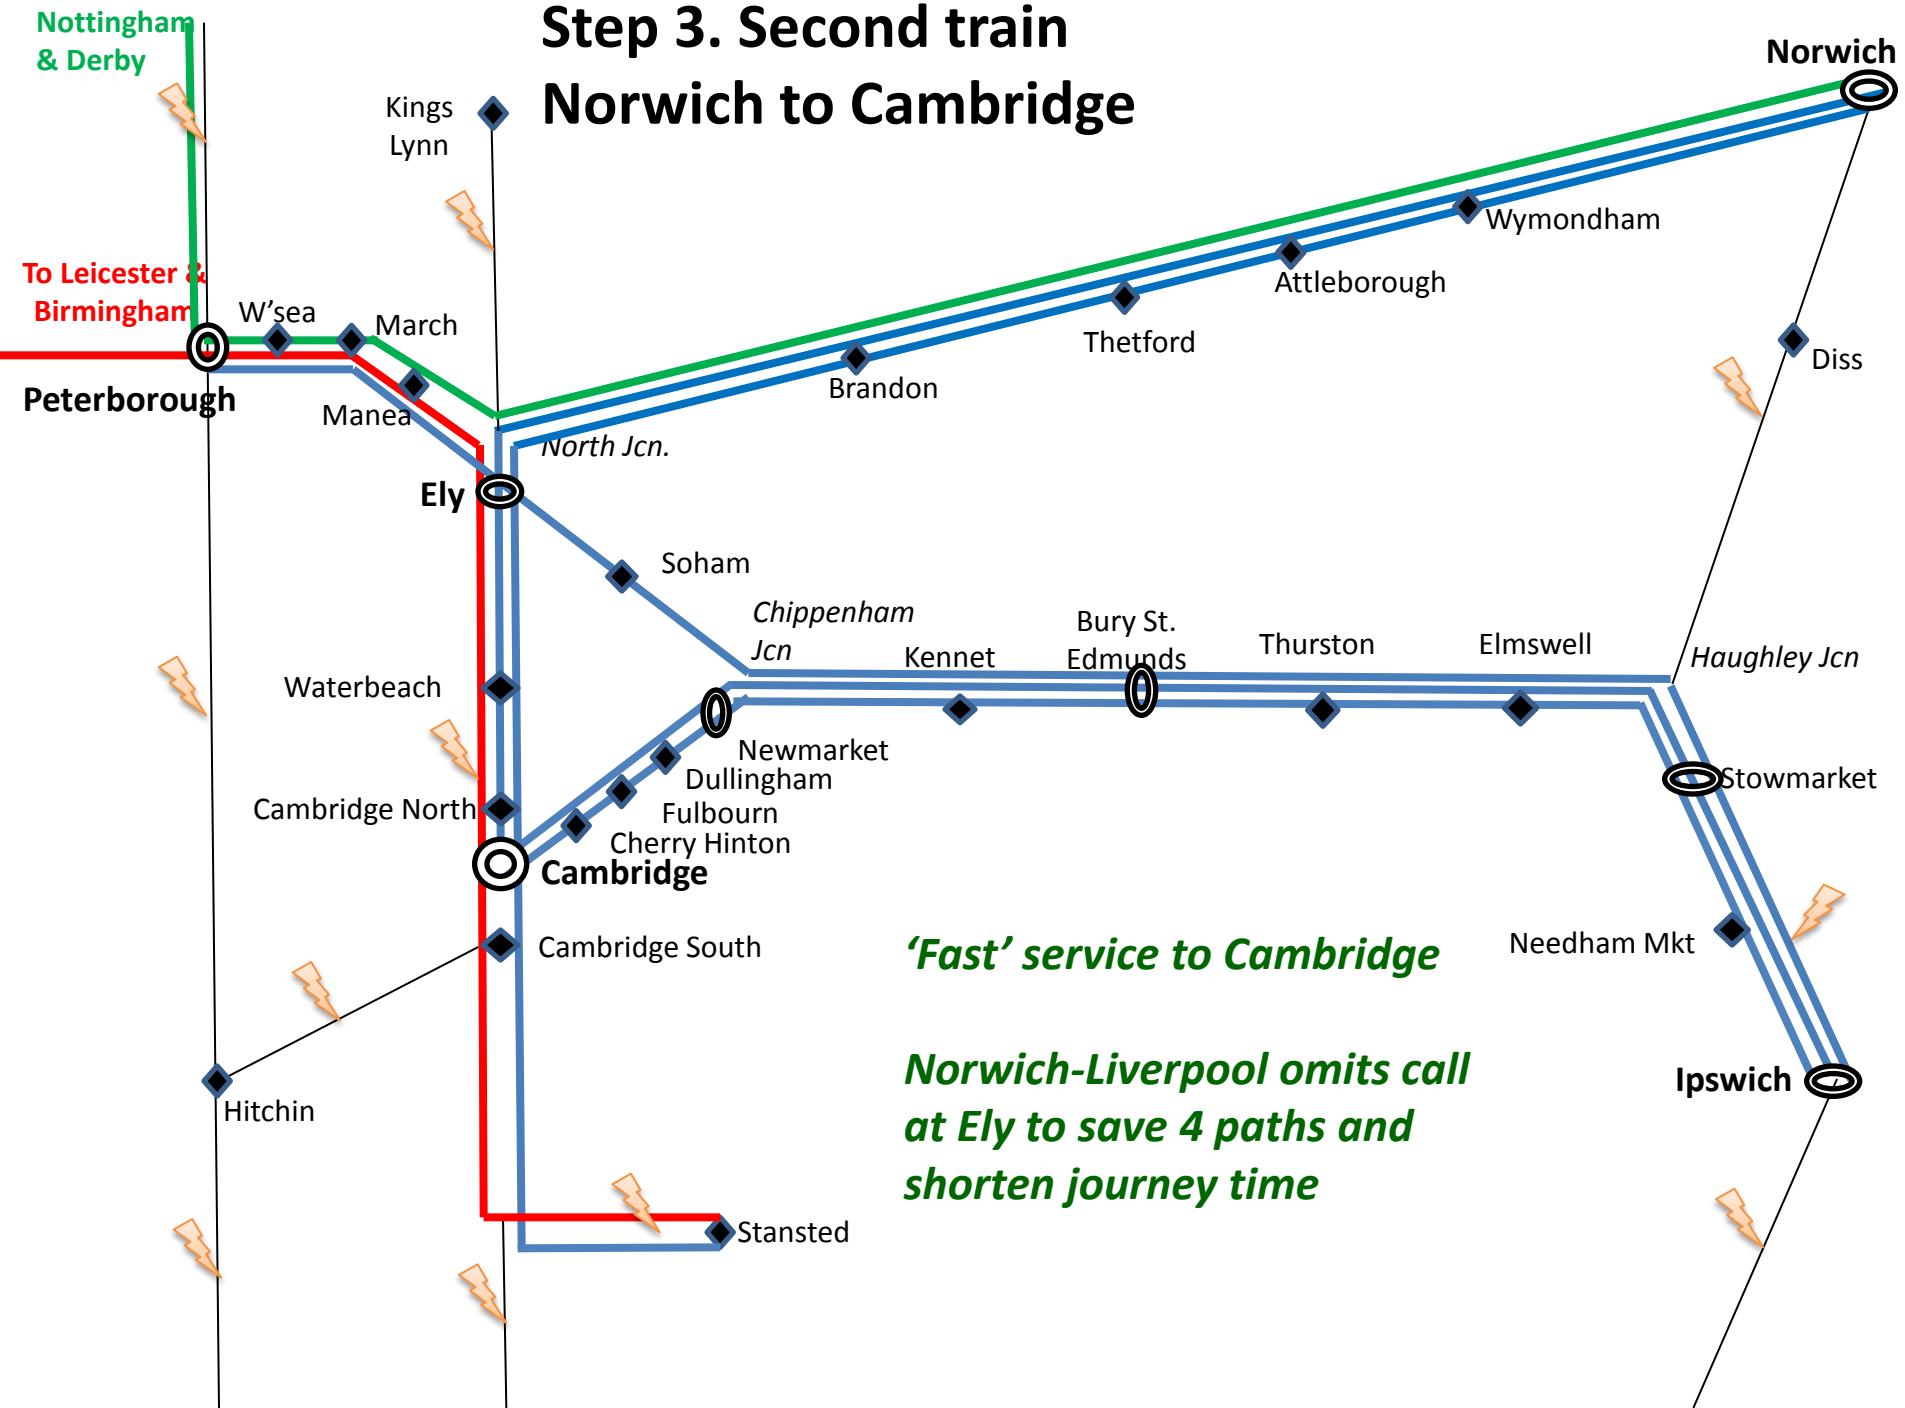 Step 3. Second train
Norwich to Cambridge
Nottingham
& Derby
Norwich
Kings
Lynn
Wymondham
Attleborough
To Leicester &
Birmingham
W'sea
March
Thetford
Diss
Brandon
Peterborough
Manea
North Jcn.
Ely
Soham
Chippenham
Jcn
Kennet
Bury St.
Edmunds
Thurston
Elmswell
Haughley Jcn
Waterbeach
Newmarket
Dullingham
Stowmarket
Cambridge North
Fulbourn
Cherry Hinton
Cambridge
Cambridge South
‘Fast’ service to Cambridge
Needham Mkt
Norwich-Liverpool omits call
at Ely to save 4 paths and
shorten journey time
Ipswich
Hitchin
Stansted